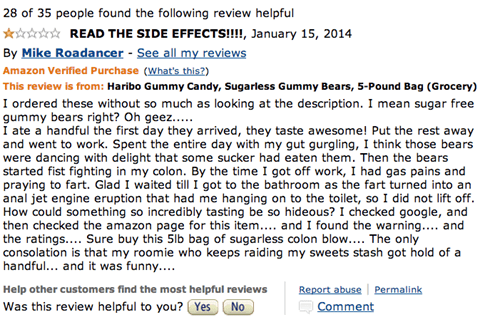 28 of 35 people found the following review helpful
READ THE SIDE EFFECTS!!!!, January 15, 2014
By Mike Roadancer - See all my reviews
Amazon Verified Purchase (What's this?)
This review is from: Haribo Gummy Candy, Sugarless Gummy Bears, 5-Pound Bag (Grocery)
I ordered these without so much as looking at the description. I mean sugar free
gummy bears right? Oh geez.....
I ate a handful the first day they arrived, they taste awesome! Put the rest away
and went to work. Spent the entire day with my gut gurgling, I think those bears
were dancing with delight that some sucker had eaten them. Then the bears
started fist fighting in my colon. By the time I got off work, I had gas pains and
praying to fart. Glad I waited till I got to the bathroom as the fart turned into an
anal jet engine eruption that had me hanging on to the toilet, so I did not lift off.
How could something so incredibly tasting be so hideous? I checked google, and
then checked the amazon page for this item.... and I found the warning.... and
the ratings.... Sure buy this 5lb bag of sugarless colon blow.... The only
consolation is that my roomie who keeps raiding my sweets stash got hold of a
handful... and it was funny....
Help other customers find the most helpful reviews
Was this review helpful to you? Yes No
Report abuse | Permalink
Comment